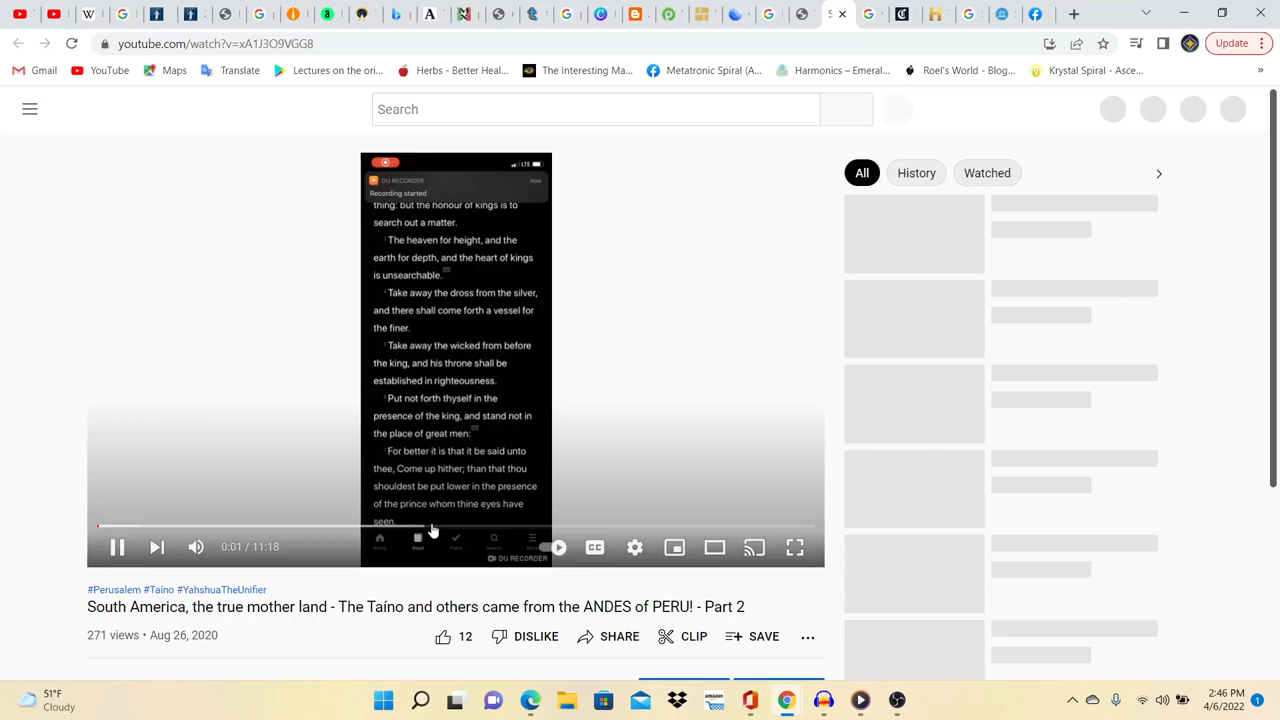 S
Update
youtube.com/watch?v=xA1J3O9VGG8
Gmail
YouTube
Maps
Translate
Lectures on the ori...
Herbs - Better Heal...
The Interesting Ma...
Metatronic Spiral (A...
Harmonics – Emeral...
Roel's World - Blog...
Krystal Spiral - Asce...
»
Search
All
History
Watched
LTE
DU RECORDER
now
Recording started
thing: but the honour of kings is to
search out a matter.
The heaven for height, and the
earth for depth, and the heart of kings
is unsearchable.
Take away the dross from the silver,
and there shall come forth a vessel for
the finer.
Take away the wicked from before
the king, and his throne shall be
established in righteousness.
Put not forth thyself in the
presence of the king, and stand not in
the place of great men:
For better it is that it be said unto
thee, Come up hither; than that thou
shouldest be put lower in the presence
of the prince whom thine eyes have
seen.
Home
Read
Plans
Search
DU RECORDER
0:01 / 11:18
CC
#Perusalem #Taíno #YahshuaTheUnifier
South America, the true mother land - The Taíno and others came from the ANDES of PERU! - Part 2
271 views • Aug 26, 2020
12
DISLIKE
SHARE
CLIP
SAVE
51°F
Cloudy
amazon
2:46 PM
4/6/2022
1